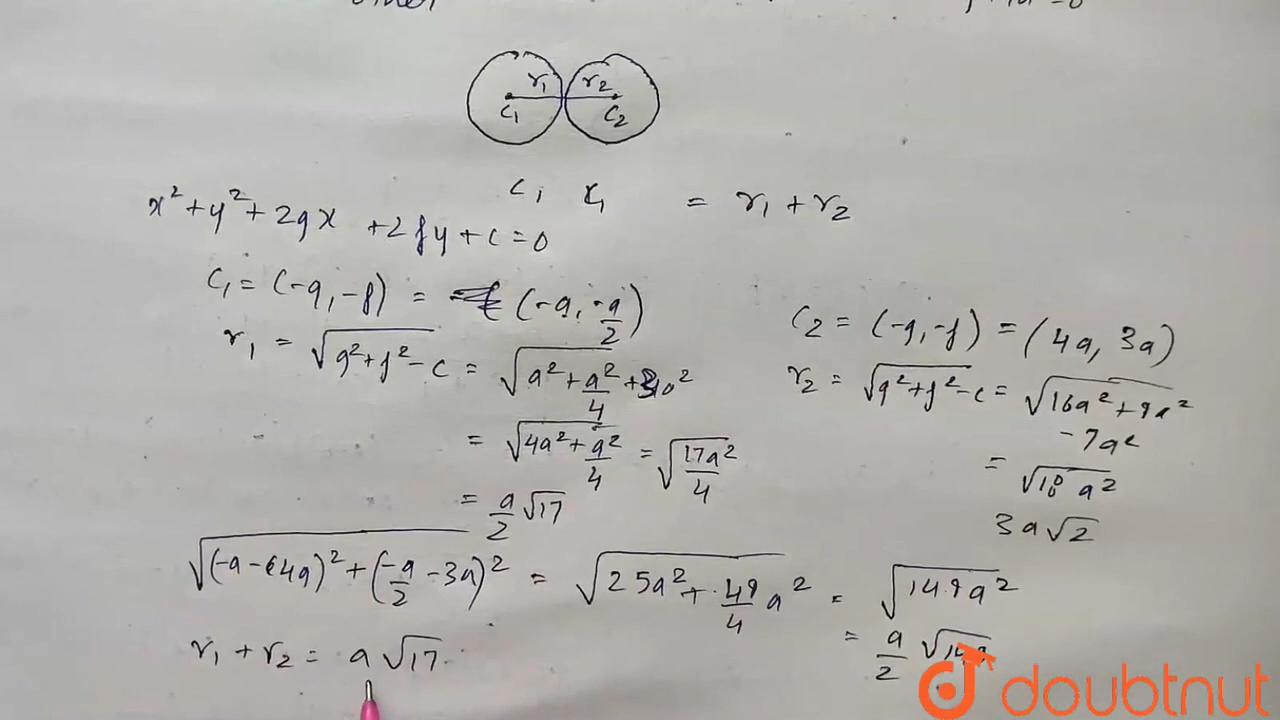 r₁ r₂
C₁ C₂
= r₁ + r₂
x² + y² + 2gx + 2fy + c = 0
C₁ = (-g, -f) = (-a, -a/2)
r₁ = √(g² + f² - c) = √(a² + a²/4 + 3a²
= √(4a² + a²/4) = √(17a²/4)
= a/2 √17
C₂ = (-g, -f) = (4a, 3a)
r₂ = √(g² + f² - c) = √(16a² + 9a²
- 7a²
= √(18 a²)
3a√2
√((-a - 4a)² + (-a/2 - 3a)²) = √(25a² + 49/4 a²) = √(149a²)
= a/2 √149
r₁ + r₂ = a √17
doubtnut